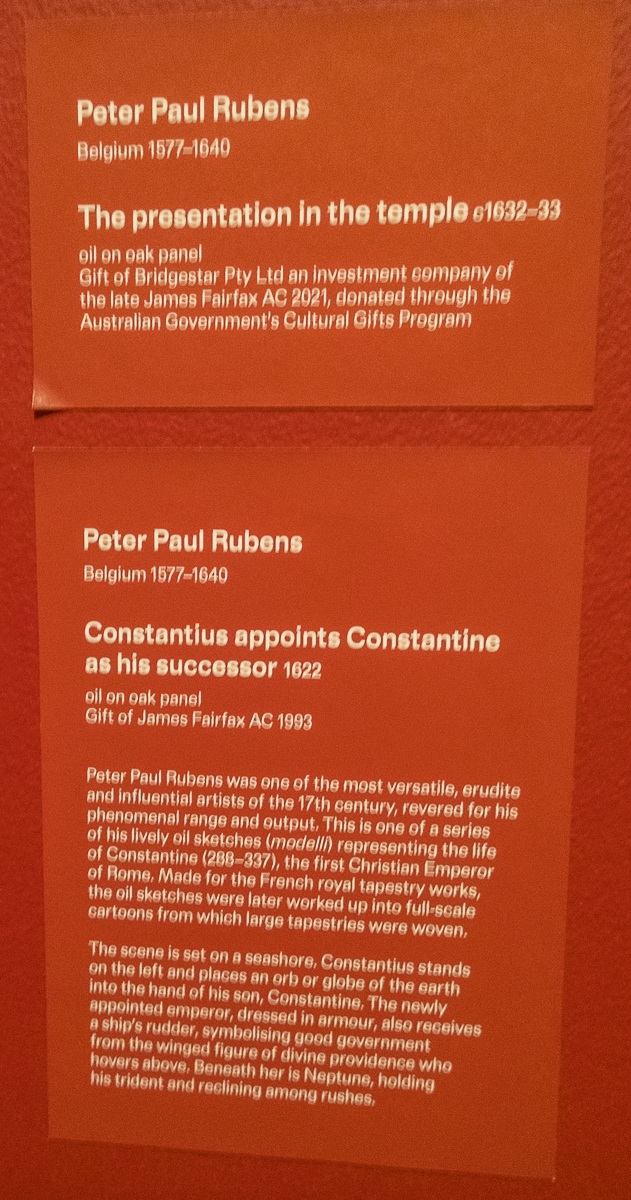 Peter Paul Rubens
Belgium 1577–1640
The presentation in the temple c1632–33
oil on oak panel
Gift of Bridgestar Pty Ltd an investment company of
the late James Fairfax AC 2021, donated through the
Australian Government's Cultural Gifts Program
Peter Paul Rubens
Belgium 1577–1640
Constantius appoints Constantine
as his successor 1622
oil on oak panel
Gift of James Fairfax AC 1993
Peter Paul Rubens was one of the most versatile, erudite
and influential artists of the 17th century, revered for his
phenomenal range and output. This is one of a series
of his lively oil sketches (modelli) representing the life
of Constantine (288–337), the first Christian Emperor
of Rome. Made for the French royal tapestry works,
the oil sketches were later worked up into full-scale
cartoons from which large tapestries were woven.
The scene is set on a seashore. Constantius stands
on the left and places an orb or globe of the earth
into the hand of his son, Constantine. The newly
appointed emperor, dressed in armour, also receives
a ship's rudder, symbolising good government
from the winged figure of divine providence who
hovers above. Beneath her is Neptune, holding
his trident and reclining among rushes.